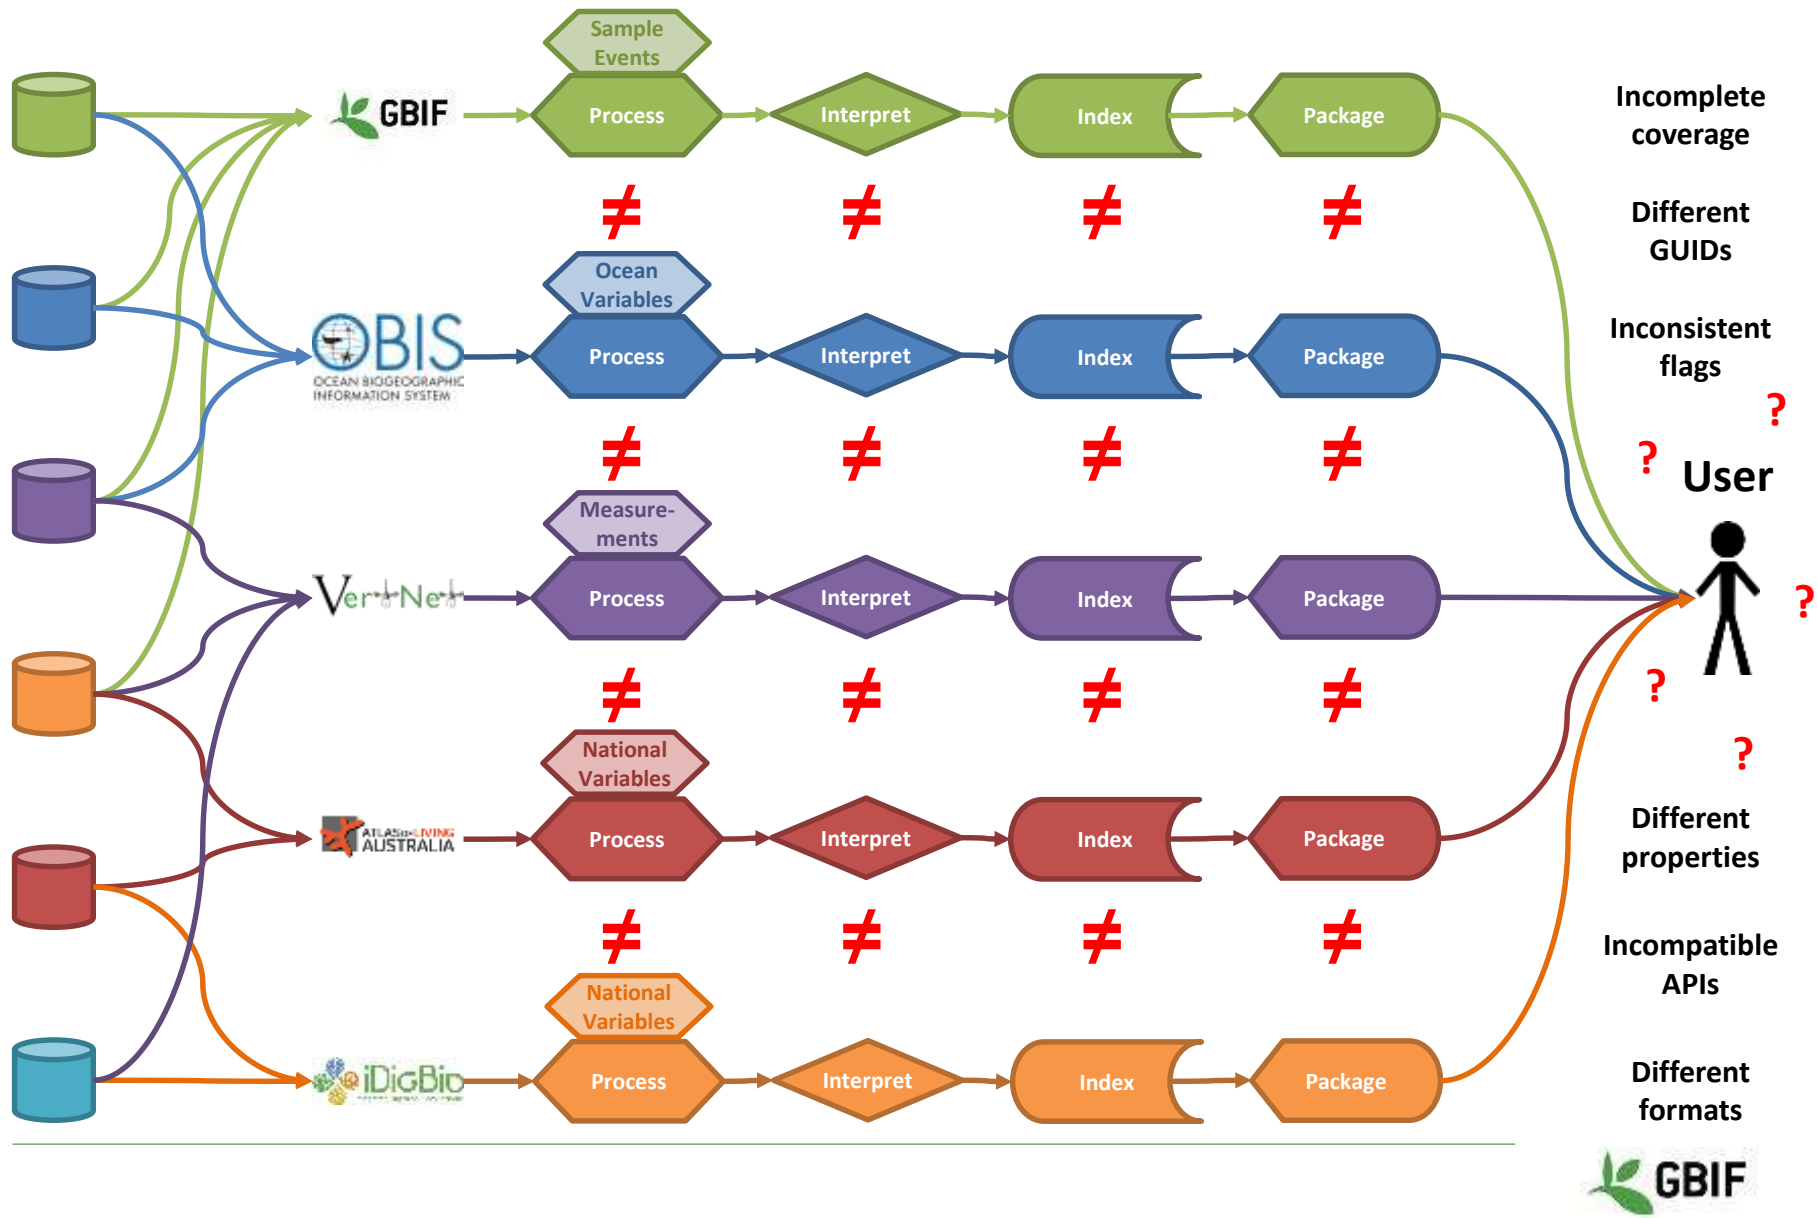 Sample
Events
GBIF
Process
Interpret
Index
Package
Incomplete
coverage
≠ ≠ ≠ ≠
Different
GUIDs
Ocean
Variables
OBIS
OCEAN BIOGEOGRAPHIC
INFORMATION SYSTEM
Process
Interpret
Index
Package
Inconsistent
flags
≠ ≠ ≠ ≠
?
?
User
Measure-
ments
VertNet
Process
Interpret
Index
Package
?
≠ ≠ ≠ ≠
?
?
National
Variables
ATLAS OF LIVING
AUSTRALIA
Process
Interpret
Index
Package
Different
properties
≠ ≠ ≠ ≠
Incompatible
APIs
National
Variables
iDigBio
Process
Interpret
Index
Package
Different
formats
GBIF